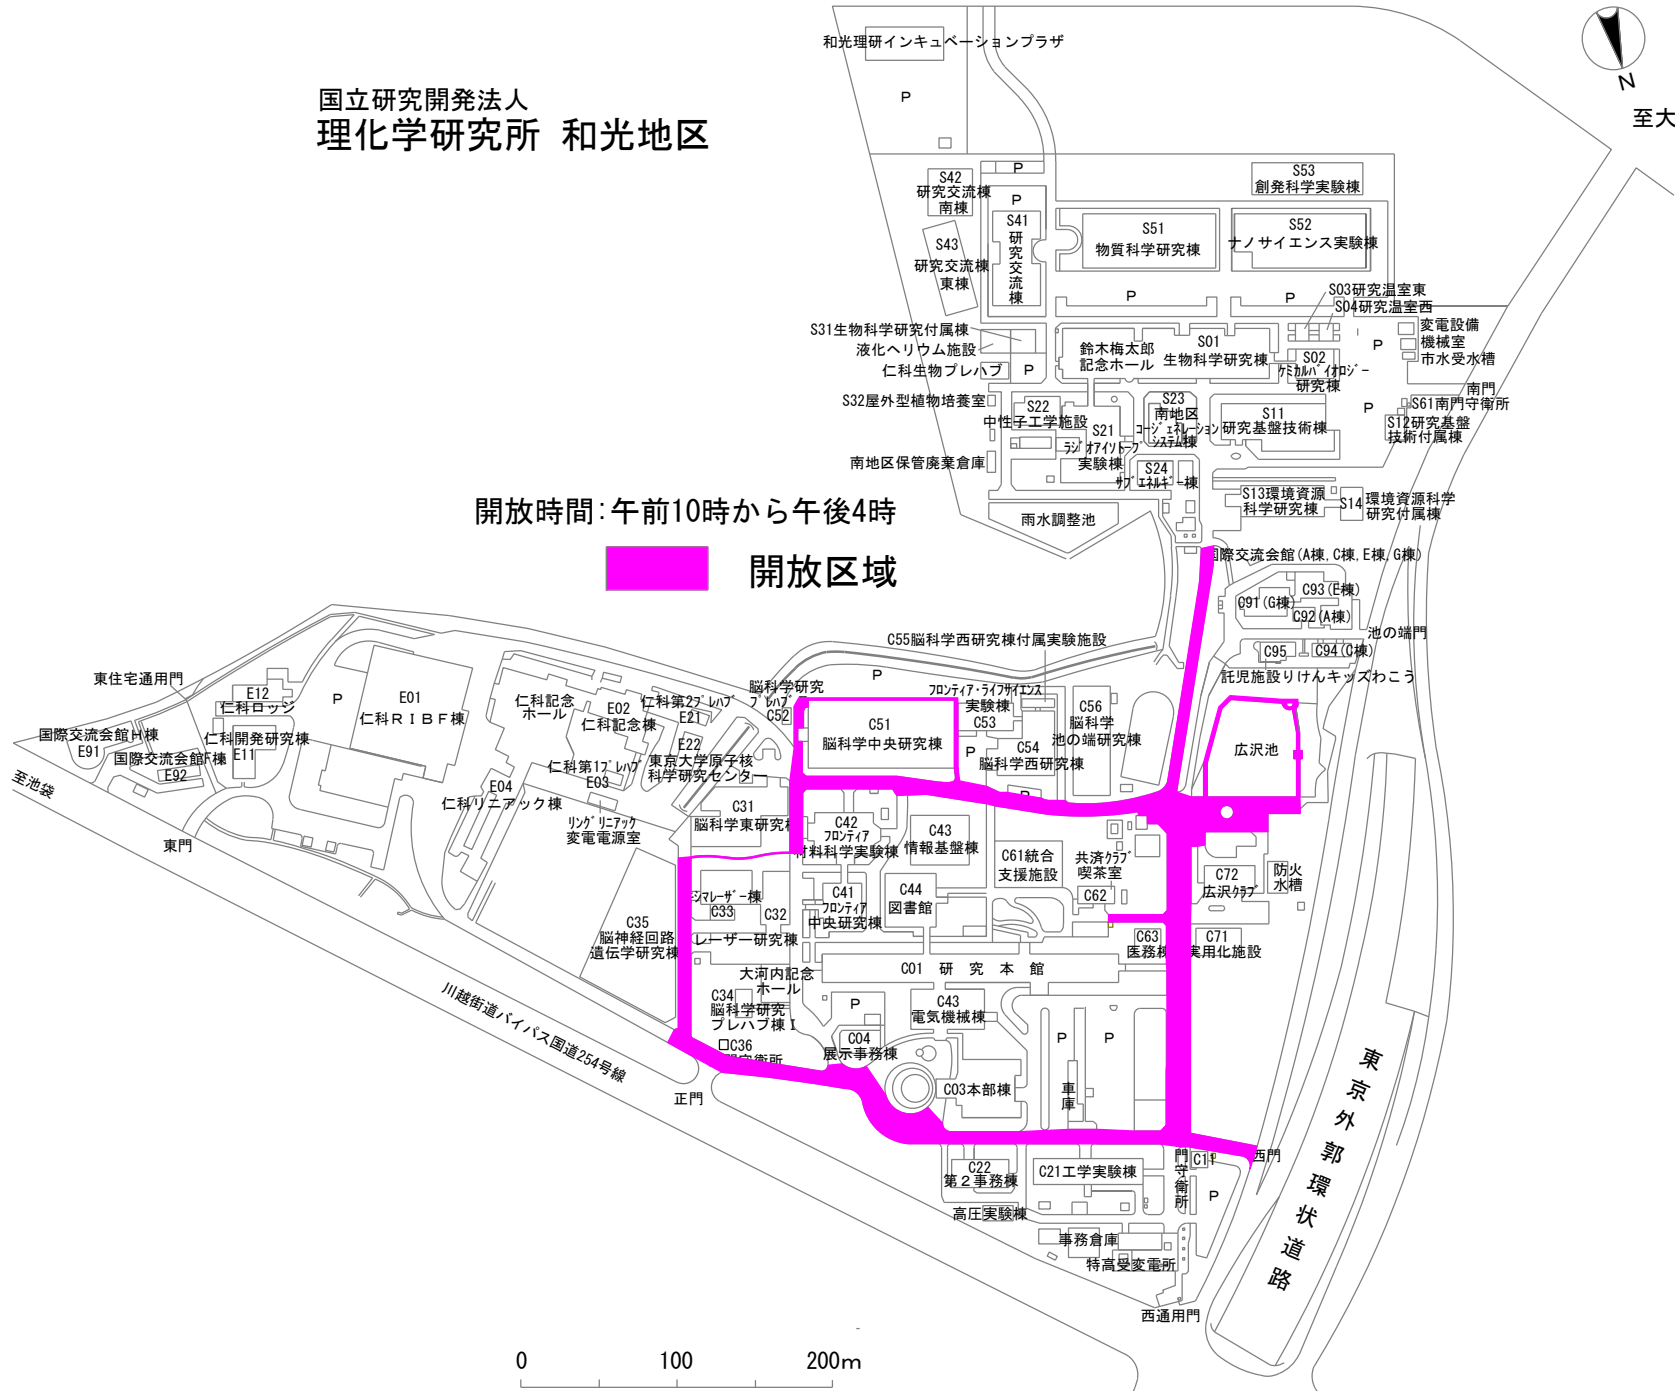 和光理研インキュベーションプラザ
P
N
至大
国立研究開発法人
理化学研究所 和光地区
S42
研究交流棟
南棟
P
P
S41
研究交流棟
S43
研究交流棟
東棟
S53
創発科学実験棟
S51
物質科学研究棟
S52
ナノサイエンス実験棟
P
P
S03研究温室東
S04研究温室西
変電設備
機械室
市水受水槽
P
S31生物科学研究付属棟
液化ヘリウム施設
仁科生物プレハブ
P
鈴木梅太郎
記念ホール
S01
生物科学研究棟
S02
ケミカルバイオロジー
研究棟
南門
S61南門守衛所
P
S12研究基盤
技術付属棟
S32屋外型植物培養室
S22
中性子工学施設
S21
ラジオアイソトープ
実験棟
S23
南地区
コージェネレーション
システム棟
S11
研究基盤技術棟
S24
サブエネルギー棟
南地区保管廃棄倉庫
雨水調整池
S13環境資源
科学研究棟
S14
環境資源科学
研究付属棟
開放時間:午前10時から午後4時
開放区域
国際交流会館(A棟,C棟,E棟,G棟)
C93(E棟)
C91(G棟)
C92(A棟)
池の端門
C95
C94(C棟)
託児施設りけんキッズわこう
C55脳科学西研究棟付属実験施設
P
東住宅通用門
E12
仁科ロッジ
P
E01
仁科RIBF棟
仁科記念
ホール
E02
仁科記念棟
仁科第2プレハブ
E21
脳科学研究
C52
C51
脳科学中央研究棟
フロンティア・ライフサイエンス
実験棟
C53
C56
脳科学
池の端研究棟
広沢池
国際交流会館H棟
E91
仁科開発研究棟
E11
国際交流会館F棟
E92
E22
東京大学原子核
科学研究センター
仁科第1プレハブ
E03
P
C54
脳科学西研究棟
P
至池袋
E04
仁科リニアック棟
リングリニアック
変電電源室
C31
脳科学東研究棟
C42
フロンティア
材料科学実験棟
C43
情報基盤棟
C61統合
支援施設
共済クラブ
喫茶室
C62
C72
広沢クラブ
防火
水槽
東門
C33
C32
レーザー研究棟
C41
フロンティア
中央研究棟
C44
図書館
C35
脳神経回路
遺伝学研究棟
C63
医務棟
C71
実用化施設
C01 研究本館
大河内記念
ホール
C34
脳科学研究
プレハブ棟Ⅰ
P
C43
電気機械棟
C36
C04
展示事務棟
P
P
川越街道バイパス国道254号線
正門
C03本部棟
車庫
東京外郭環状道路
C22
第2事務棟
C21工学実験棟
門守衛所
C11
西門
P
高圧実験棟
事務倉庫
特高受変電所
西通用門
0 100 200m